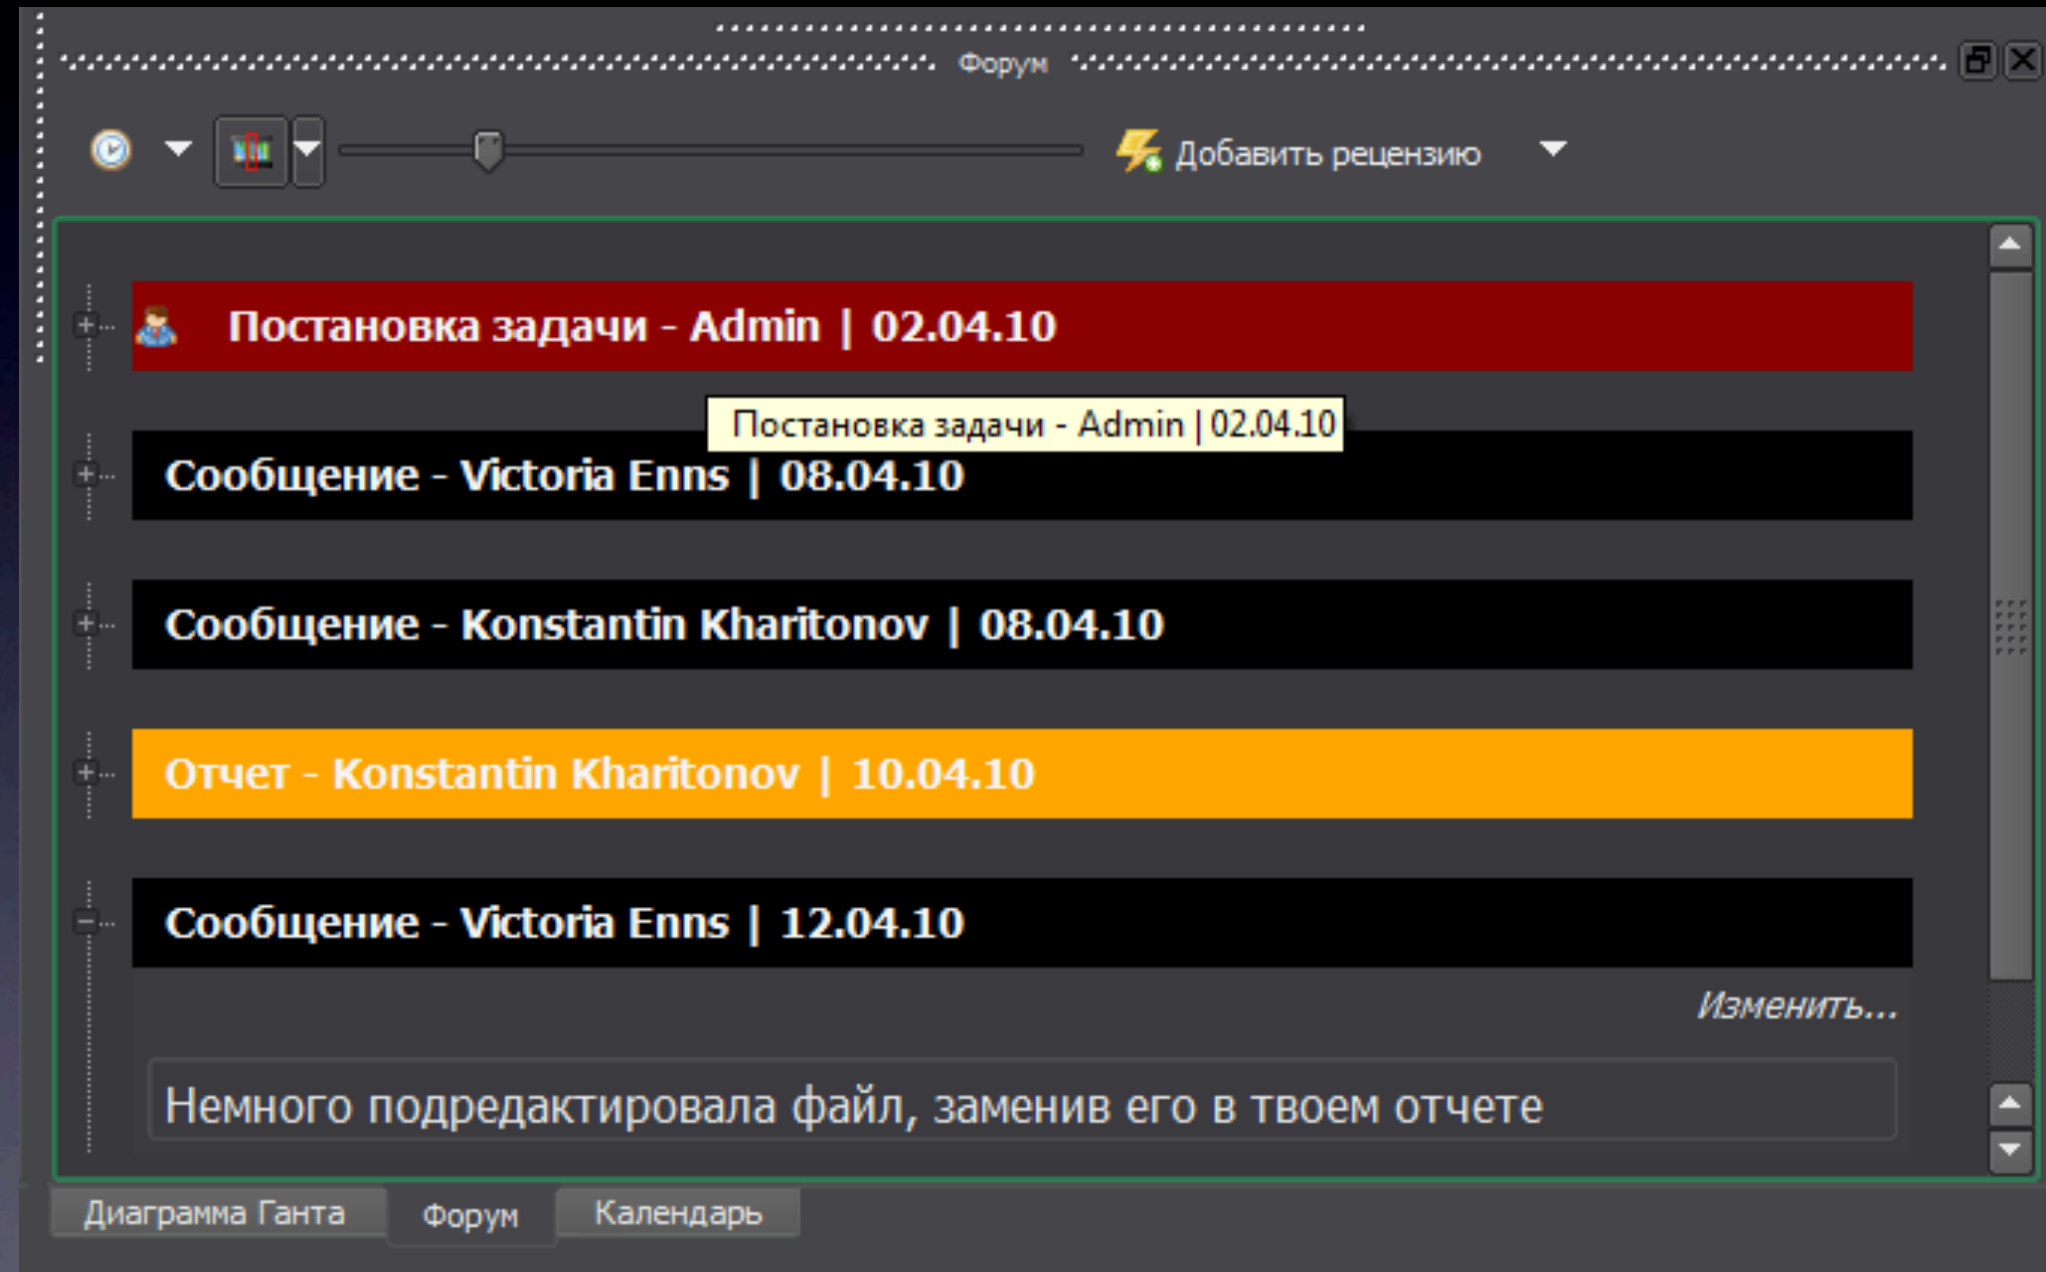 Форум
Добавить рецензию
Постановка задачи - Admin | 02.04.10
Постановка задачи - Admin | 02.04.10
Сообщение - Victoria Enns | 08.04.10
Сообщение - Konstantin Kharitonov | 08.04.10
Отчет - Konstantin Kharitonov | 10.04.10
Сообщение - Victoria Enns | 12.04.10
Изменить...
Немного подредактировала файл, заменив его в твоем отчете
Диаграмма Ганта Форум Календарь